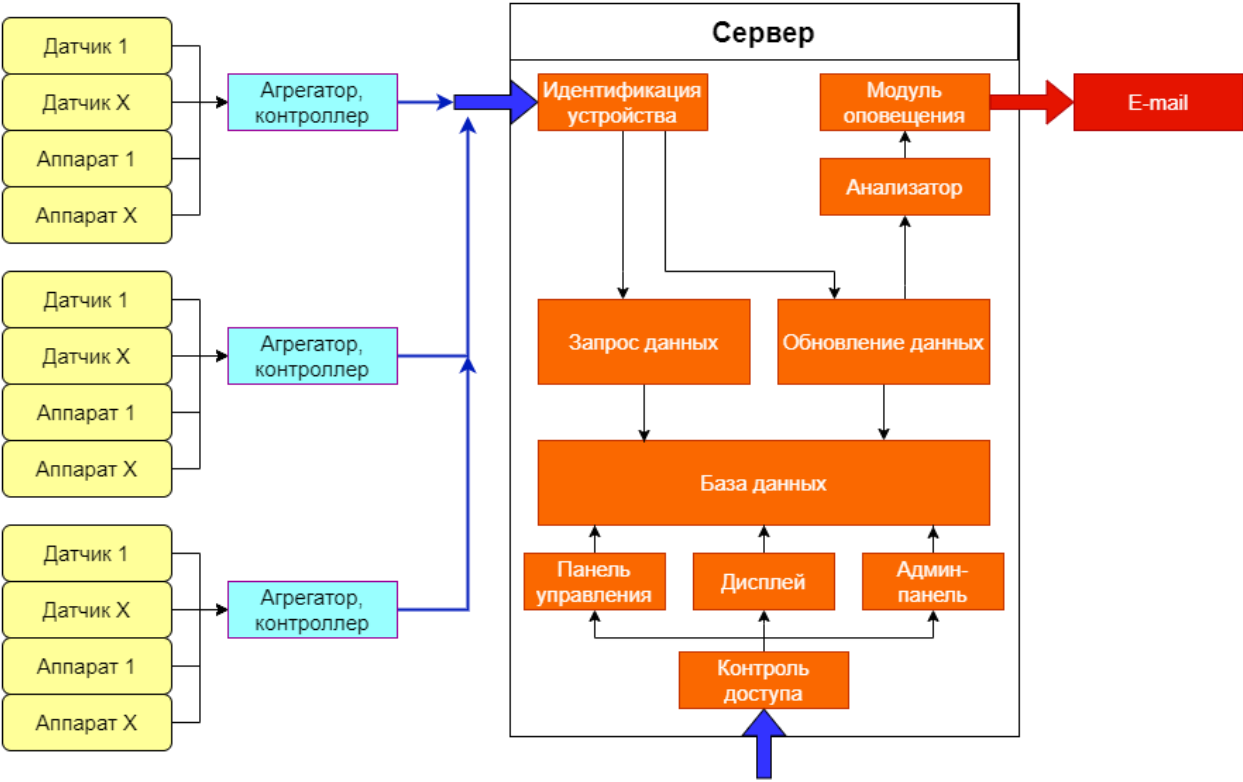 Датчик 1
Датчик X
Аппарат 1
Аппарат X
Агрегатор,
контроллер
Датчик 1
Датчик X
Аппарат 1
Аппарат X
Агрегатор,
контроллер
Датчик 1
Датчик X
Аппарат 1
Аппарат X
Агрегатор,
контроллер
Сервер
Идентификация
устройства
Модуль
оповещения
E-mail
Анализатор
Запрос данных
Обновление данных
База данных
Панель
управления
Дисплей
Админ-
панель
Контроль
доступа